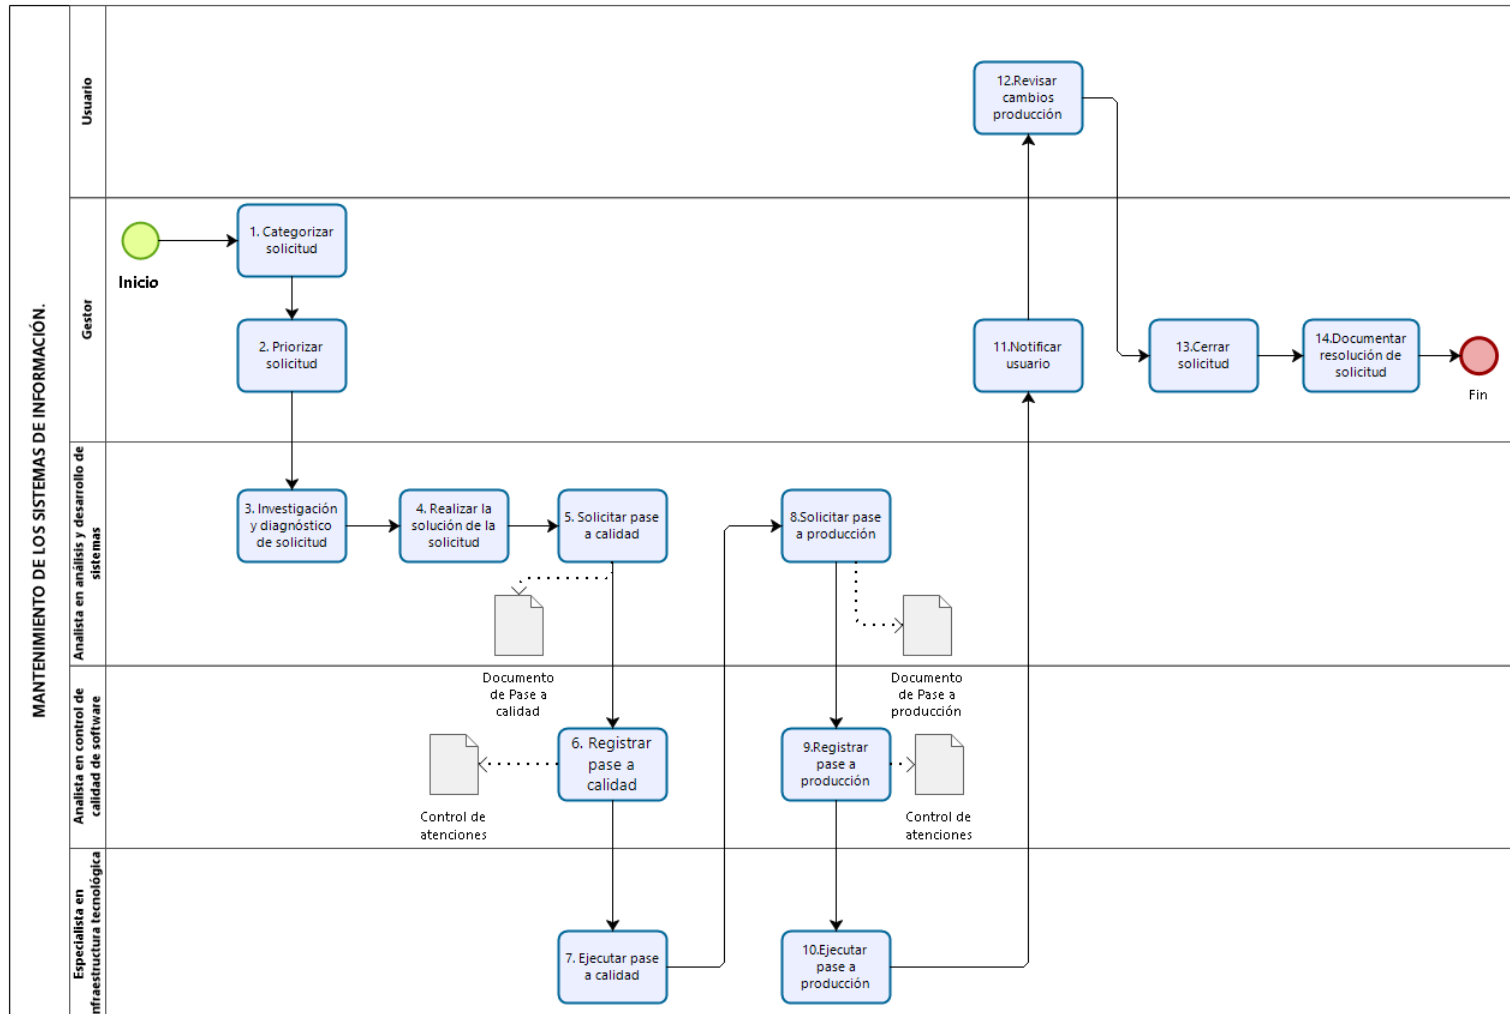 MANTENIMIENTO DE LOS SISTEMAS DE INFORMACIÓN.
Usuario
12.Revisar
cambios
producción
Gestor
Inicio
1. Categorizar
solicitud
2. Priorizar
solicitud
11.Notificar
usuario
13.Cerrar
solicitud
14.Documentar
resolución de
solicitud
Fin
Analista en análisis y desarrollo de
sistemas
3. Investigación
y diagnóstico
de solicitud
4. Realizar la
solución de la
solicitud
5. Solicitar pase
a calidad
8.Solicitar pase
a producción
Documento
de Pase a
calidad
Documento
de Pase a
producción
Analista en control de
calidad de software
6. Registrar
pase a
calidad
Control de
atenciones
9.Registrar
pase a
producción
Control de
atenciones
Especialista en
nfraestructura tecnológica
7. Ejecutar pase
a calidad
10.Ejecutar
pase a
producción